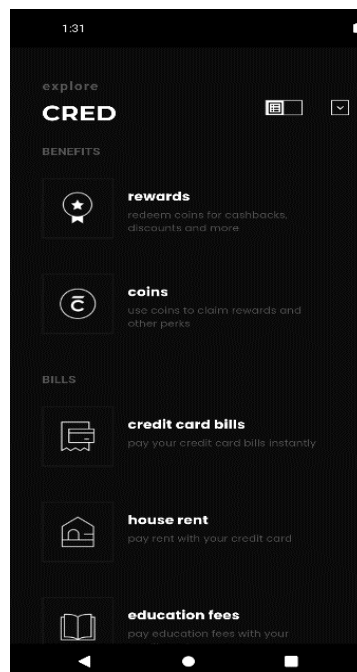 1:31
explore
CRED
BENEFITS
rewards
redeem coins for cashbacks,
discounts and more
coins
use coins to claim rewards and
other perks
BILLS
credit card bills
pay your credit card bills instantly
house rent
pay rent with your credit card
education fees
pay education fees with your